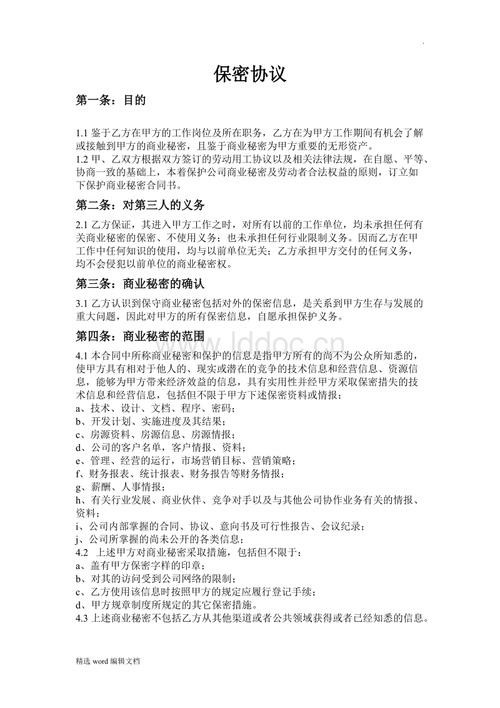 保密协议
第一条：目的
1.1 鉴于乙方在甲方的工作岗位及所在职务，乙方在为甲方工作期间有机会了解
或接触到甲方的商业秘密，且鉴于商业秘密为甲方重要的无形资产。
1.2 甲、乙双方根据双方签订的劳动用工协议以及相关法律法规，在自愿、平等、
协商一致的基础上，本着保护公司商业秘密及劳动者合法权益的原则，订立如
下保护商业秘密合同书。
第二条：对第三人的义务
2.1 乙方保证，其进入甲方工作之时，对所有以前的工作单位，均未承担任何有
关商业秘密的保密、不使用义务；也未承担任何行业限制义务。因而乙方在甲方
工作中任何知识的使用，均与以前单位无关；乙方承担甲方交付的任何义务，
均不会侵犯以前单位的商业秘密权。
第三条：商业秘密的确认
3.1 乙方认识到保守商业秘密包括对外的保密信息，是关系到甲方生存与发展的
重大问题，因此对甲方的所有保密信息，自愿承担保护义务。
第四条：商业秘密的范围
www.lddoc.cn
4.1 本合同中所称商业秘密和保护的信息是指甲方所有的尚不为公众所知悉的，
使甲方具有相对于他人的、现实或潜在的竞争的技术信息和经营信息、资源信
息，能够为甲方带来经济效益的信息，具有实用性并经甲方采取保密措失的技
术信息和经营信息，包括但不限于甲方下述保密资料或情报；
a、技术、设计、文档、程序、密码；
b、开发计划、实施进度及其结果；
c、房源资料、房源信息、房源情报；
d、公司的客户名单，客户情报、资料；
e、管理、经营的运行，市场营销目标、营销策略；
f、财务报表、统计报表、财务报告等财务情报；
g、薪酬、人事情报；
h、有关行业发展、商业伙伴、竞争对手以及与其他公司协作业务有关的情报、
资料；
i、公司内部掌握的合同、协议、意向书及可行性报告、会议纪录；
j、公司所掌握的尚未公开的各类信息；
4.2 上述甲方对商业秘密采取措施，包括但不限于：
a、盖有甲方保密字样的印章；
b、对其的访问受到公司网络的限制；
c、乙方使用该信息时按照甲方的规定应履行登记手续；
d、甲方规章制度所规定的其它保密措施。
4.3 上述商业秘密不包括乙方从其他渠道或者公共领域获得或者已经知悉的信息。
精选 word 编辑文档